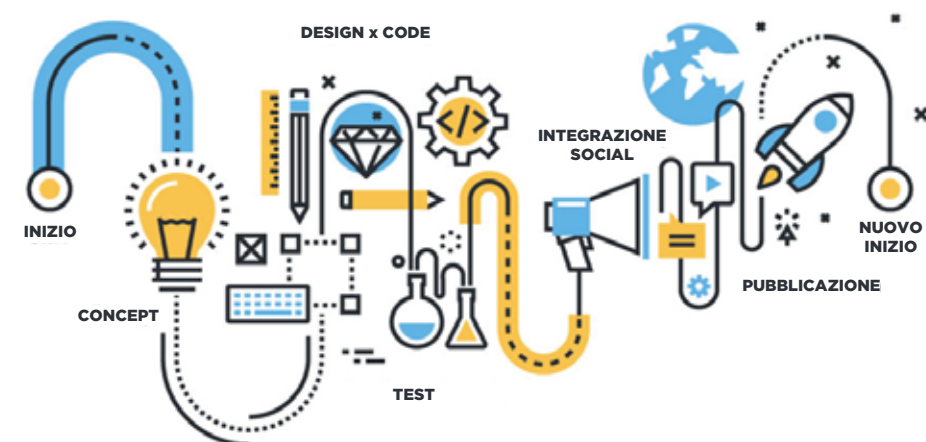 INIZIO
CONCEPT
DESIGN x CODE
TEST
INTEGRAZIONE
SOCIAL
PUBBLICAZIONE
NUOVO
INIZIO